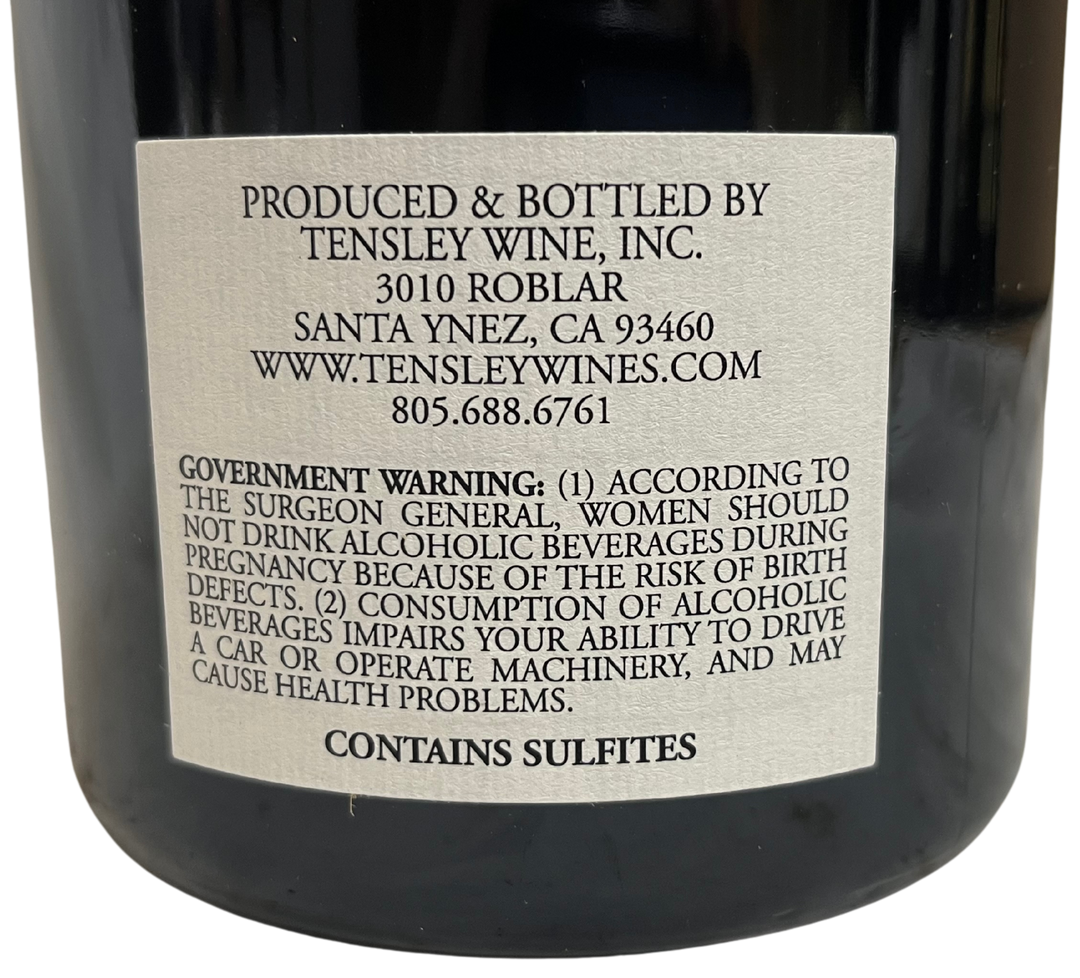 PRODUCED & BOTTLED BY
TENSLEY WINE, INC.
3010 ROBLAR
SANTA YNEZ, CA 93460
WWW.TENSLEYWINES.COM
805.688.6761
GOVERNMENT WARNING: (1) ACCORDING TO
THE SURGEON GENERAL, WOMEN SHOULD
NOT DRINK ALCOHOLIC BEVERAGES DURING
PREGNANCY BECAUSE OF THE RISK OF BIRTH
DEFECTS. (2) CONSUMPTION OF ALCOHOLIC
BEVERAGES IMPAIRS YOUR ABILITY TO DRIVE
A CAR OR OPERATE MACHINERY, AND MAY
CAUSE HEALTH PROBLEMS.
CONTAINS SULFITES